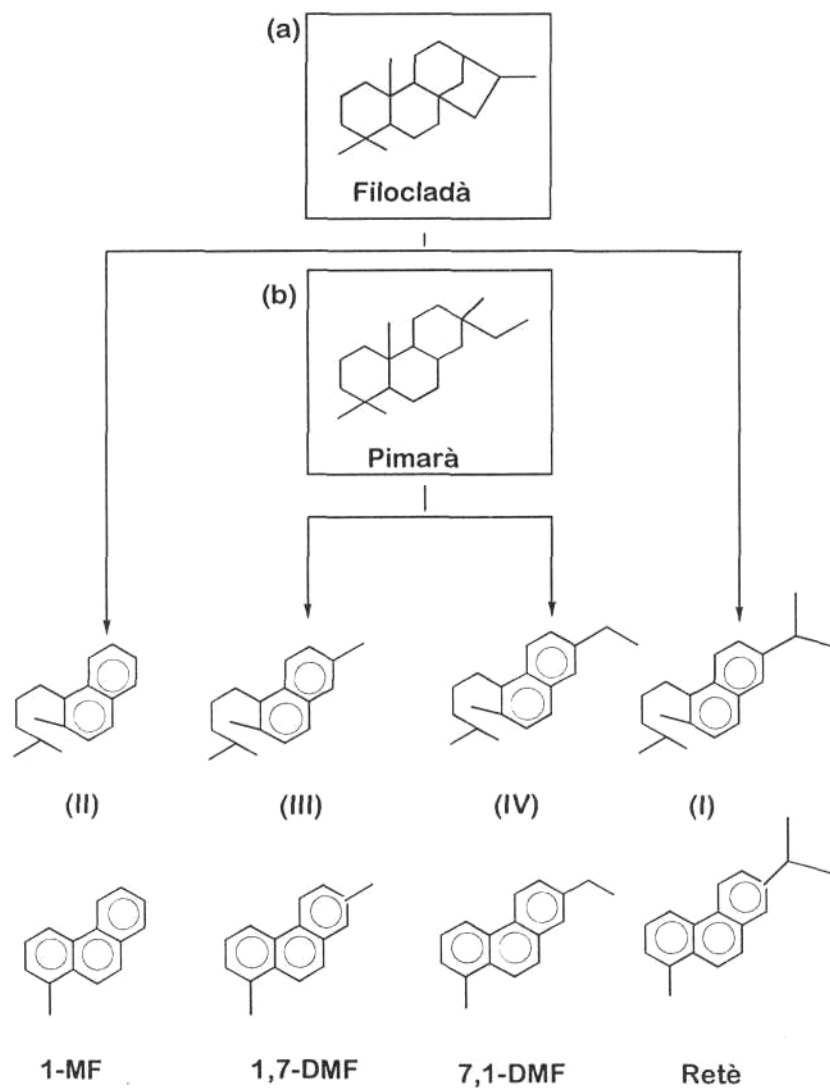 (a)
Filocladà
(b)
Pimarà
(II) (III) (IV) (I)
1-MF 1,7-DMF 7,1-DMF Retè